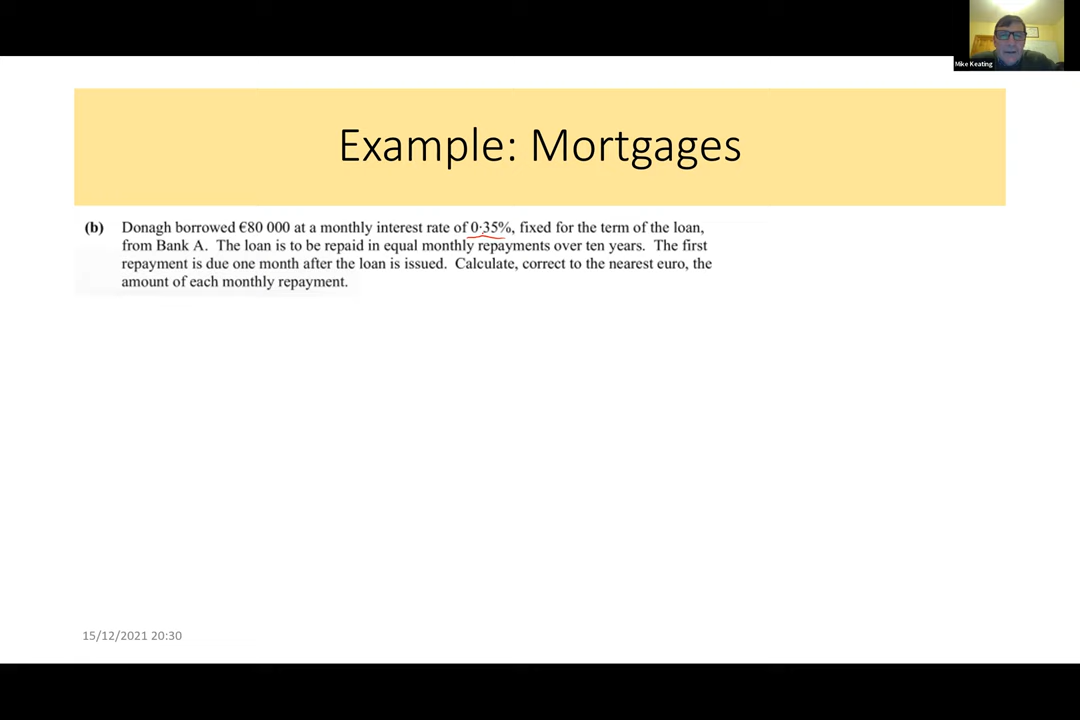 Mike Keating
Example: Mortgages
(b) Donagh borrowed €80 000 at a monthly interest rate of 0·35%, fixed for the term of the loan,
from Bank A. The loan is to be repaid in equal monthly repayments over ten years. The first
repayment is due one month after the loan is issued. Calculate, correct to the nearest euro, the
amount of each monthly repayment.
15/12/2021 20:30